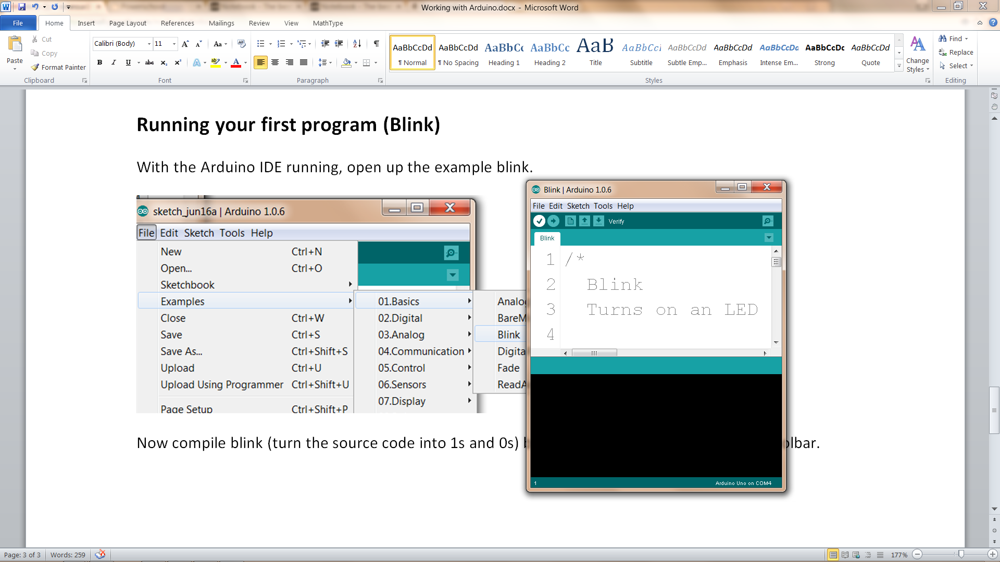 Working with Arduino.docx - Microsoft Word
File Home Insert Page Layout References Mailings Review View MathType
Paste
Cut
Copy
Format Painter
Clipboard
Calibri (Body) 11
Font
Paragraph
AaBbCcDd AaBbCcDd AaBbCc AaBbCc AaB AaBbCcI AaBbCcDd AaBbCcDd AaBbCcDd AaBbCcDc AaBbCcDd
¶ Normal ¶ No Spacing Heading 1 Heading 2 Title Subtitle Subtle Emp... Emphasis Intense Em... Strong Quote
Styles
Change Styles
Find
Replace
Select
Editing
Running your first program (Blink)
With the Arduino IDE running, open up the example blink.
sketch_jun16a | Arduino 1.0.6
File Edit Sketch Tools Help
New Ctrl+N
Open... Ctrl+O
Sketchbook
Examples
Close Ctrl+W
Save Ctrl+S
Save As... Ctrl+Shift+S
Upload Ctrl+U
Upload Using Programmer Ctrl+Shift+U
Page Setup Ctrl+Shift+P
01.Basics
02.Digital
03.Analog
04.Communication
05.Control
06.Sensors
07.Display
Analo
BareM
Blink
Digita
Fade
ReadA
Blink | Arduino 1.0.6
File Edit Sketch Tools Help
Verify
Blink
1 /*
2 Blink
3 Turns on an LED
4
1 Arduino Uno on COM4
Now compile blink (turn the source code into 1s and 0s) olbar.
Page: 3 of 3 Words: 259 177%